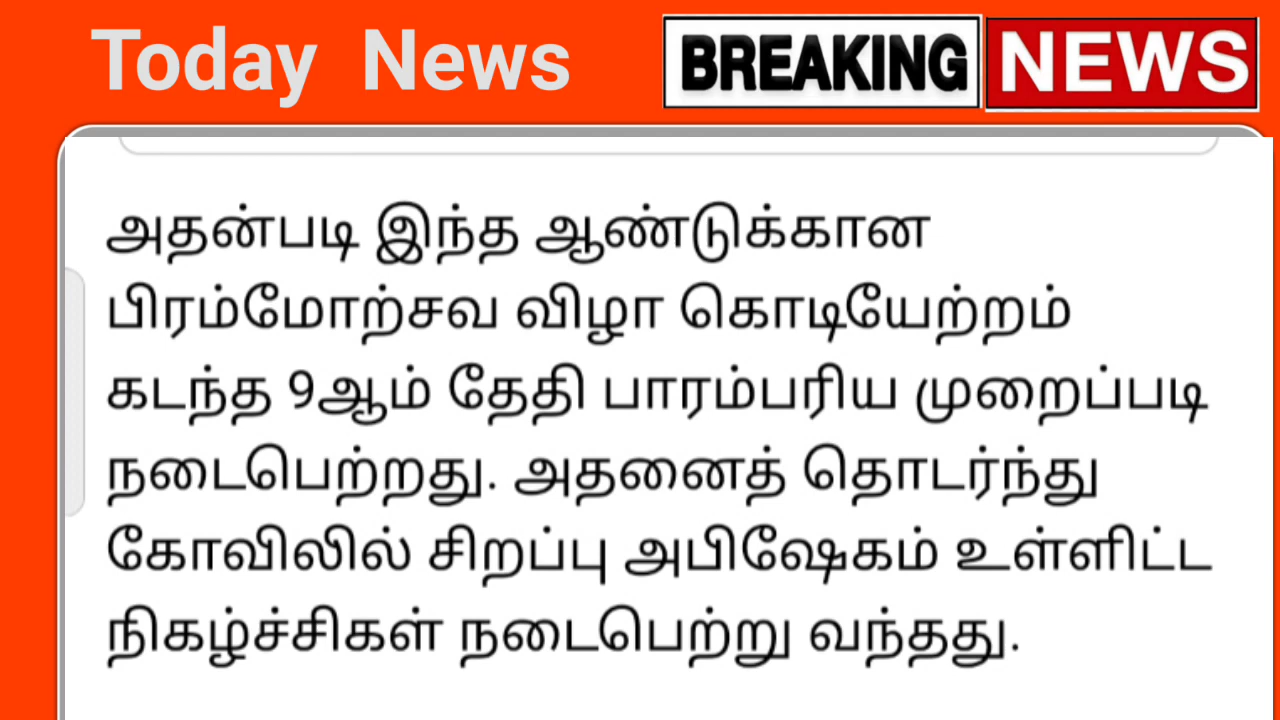 Today News
BREAKING NEWS
அதன்படி இந்த ஆண்டுக்கான
பிரம்மோற்சவ விழா கொடியேற்றம்
கடந்த 9ஆம் தேதி பாரம்பரிய முறைப்படி
நடைபெற்றது. அதனைத் தொடர்ந்து
கோவிலில் சிறப்பு அபிஷேகம் உள்ளிட்ட
நிகழ்ச்சிகள் நடைபெற்று வந்தது.